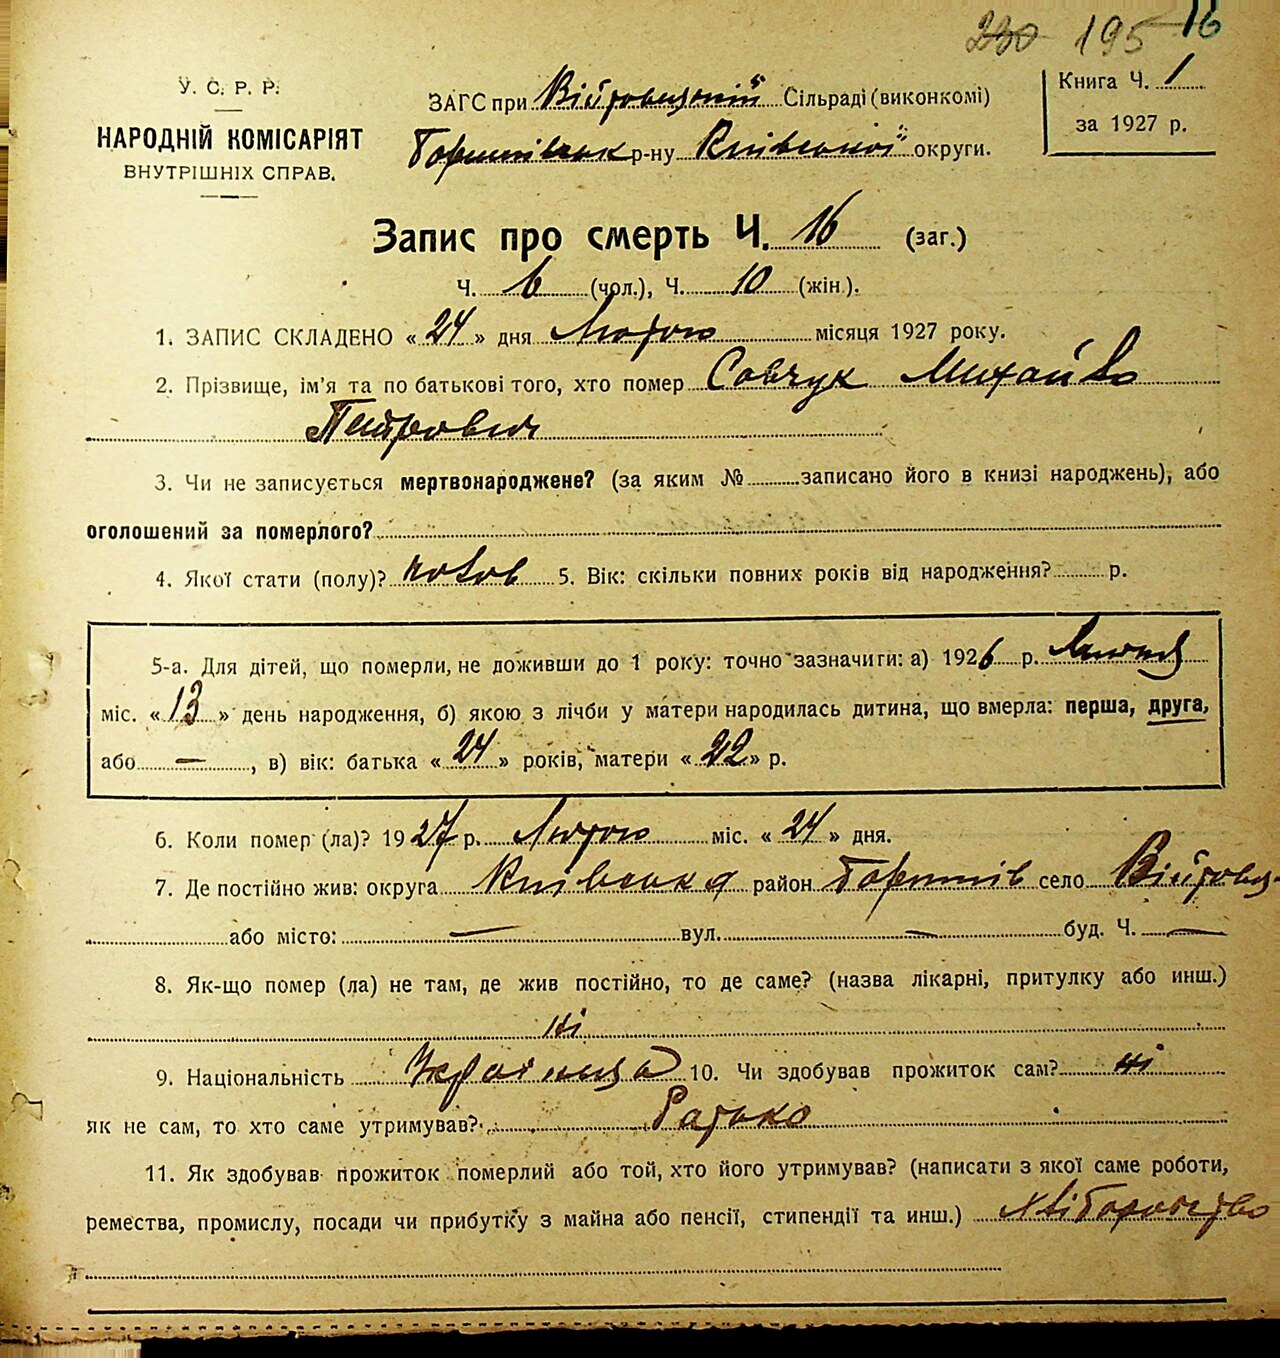 230 195 16
У. С. Р. Р.
НАРОДНІЙ КОМІСАРІЯТ
ВНУТРІШНІХ СПРАВ.
ЗАГС при Війтовецькій Сільраді (виконкомі)
р-ну Київської округи.
Книга Ч. 1
за 1927 р.
Запис про смерть Ч. 16 (заг.)
Ч. 6 (чол.), Ч. 10 (жін.).
1. ЗАПИС СКЛАДЕНО « 24 » дня Лютого місяця 1927 року.
2. Прізвище, ім'я та по батькові того, хто помер Савчук Михайло
Петрович
3. Чи не записується мертвонароджене? (за яким № записано його в книзі народжень), або
оголошений за померлого?
4. Якої стати (полу)? чолов 5. Вік: скільки повних років від народження? р.
5-а. Для дітей, що померли, не доживши до 1 року: точно зазначити: а) 1926 р.
міс. « 13 » день народження, б) якою з лічби у матери народилась дитина, що вмерла: перша, друга,
або — , в) вік: батька « 24 » років, матери « 22 » р.
6. Коли помер (ла)? 1927 р. Лютого міс. « 24 » дня.
7. Де постійно жив: округа Київська район село Війтовец-
або місто: — вул. — буд. Ч. —
8. Як-що помер (ла) не там, де жив постійно, то де саме? (назва лікарні, притулку або инш.)
Ні
9. Національність 10. Чи здобував прожиток сам? ні
як не сам, то хто саме утримував? Батько
11. Як здобував прожиток померлий або той, хто його утримував? (написати з якої саме роботи,
ремества, промислу, посади чи прибутку з майна або пенсії, стипендії та инш.) Хліборобство